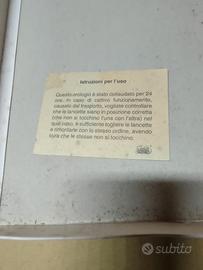 Istruzioni per l'uso
Questo orologio è stato collaudato per 24
ore. In caso di cattivo funzionamento,
causato dal trasporto, vogliate controllare
che le lancette siano in posizione corretta
(che non si tocchino l'una con l'altra) nel
qual caso, è sufficiente togliere le lancette
e rimontarle con lo stesso ordine, avendo
cura che le stesse non si tocchino.
subito